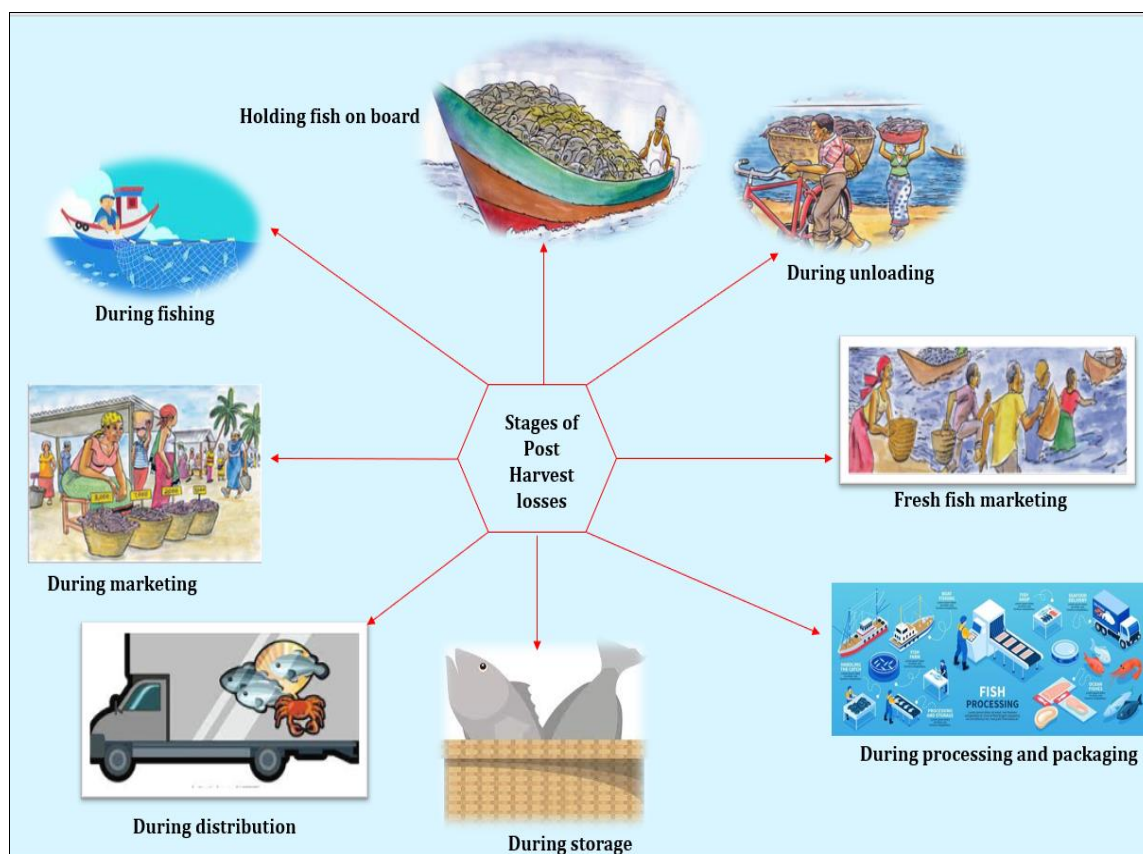 Holding fish on board
During unloading
During fishing
Stages of
Post
Harvest
losses
Fresh fish marketing
During marketing
FISH
PROCESSING
During processing and packaging
During distribution
During storage